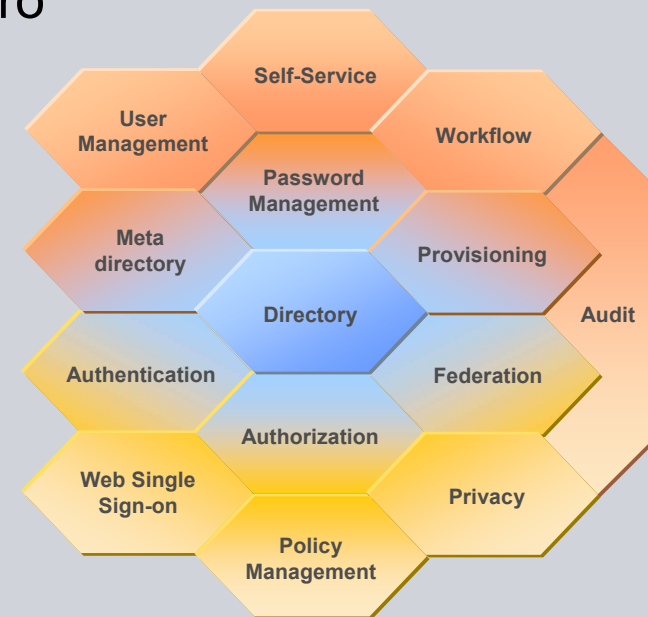 ro
Self-Service
User
Management
Workflow
Password
Management
Meta
directory
Provisioning
Directory
Audit
Authentication
Federation
Authorization
Web Single
Sign-on
Privacy
Policy
Management